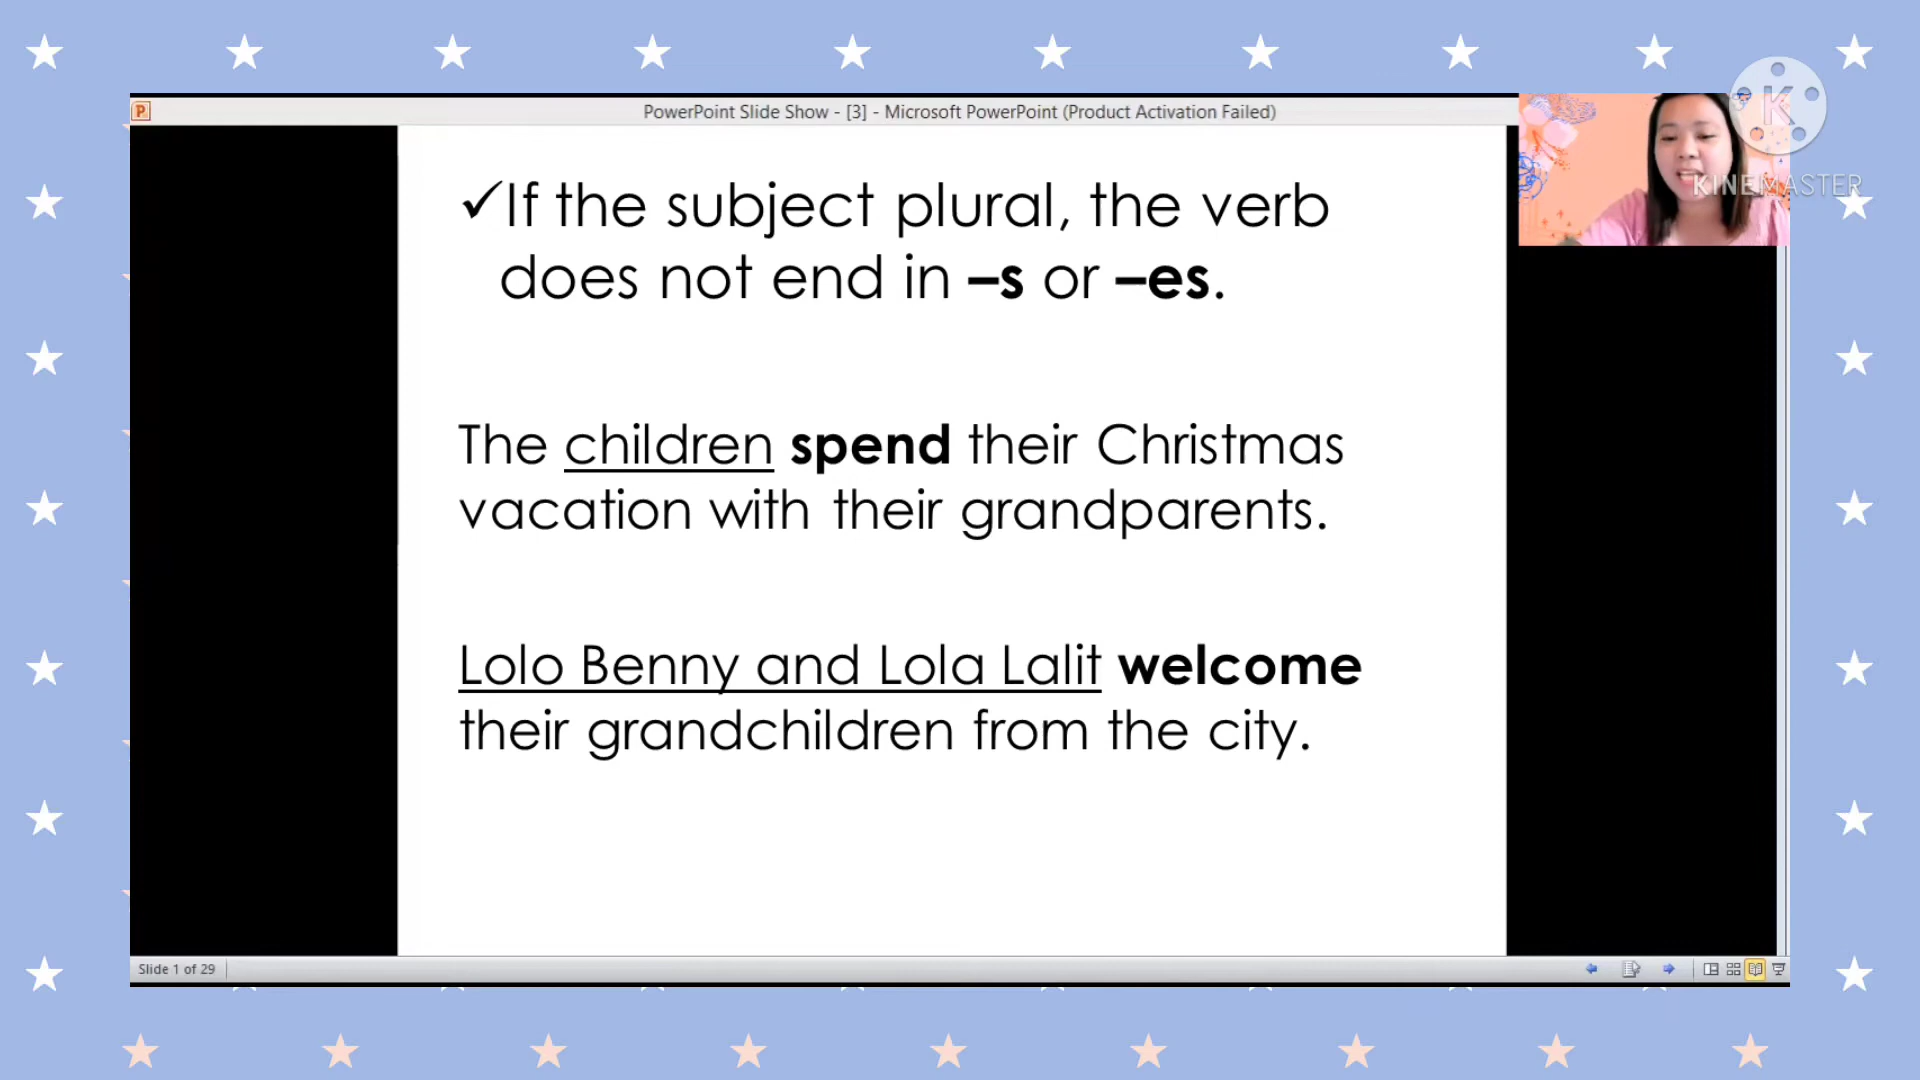 PowerPoint Slide Show - [3] - Microsoft PowerPoint (Product Activation Failed)
K
KINEMASTER
✓If the subject plural, the verb
does not end in –s or –es.
The children spend their Christmas
vacation with their grandparents.
Lolo Benny and Lola Lalit welcome
their grandchildren from the city.
Slide 1 of 29